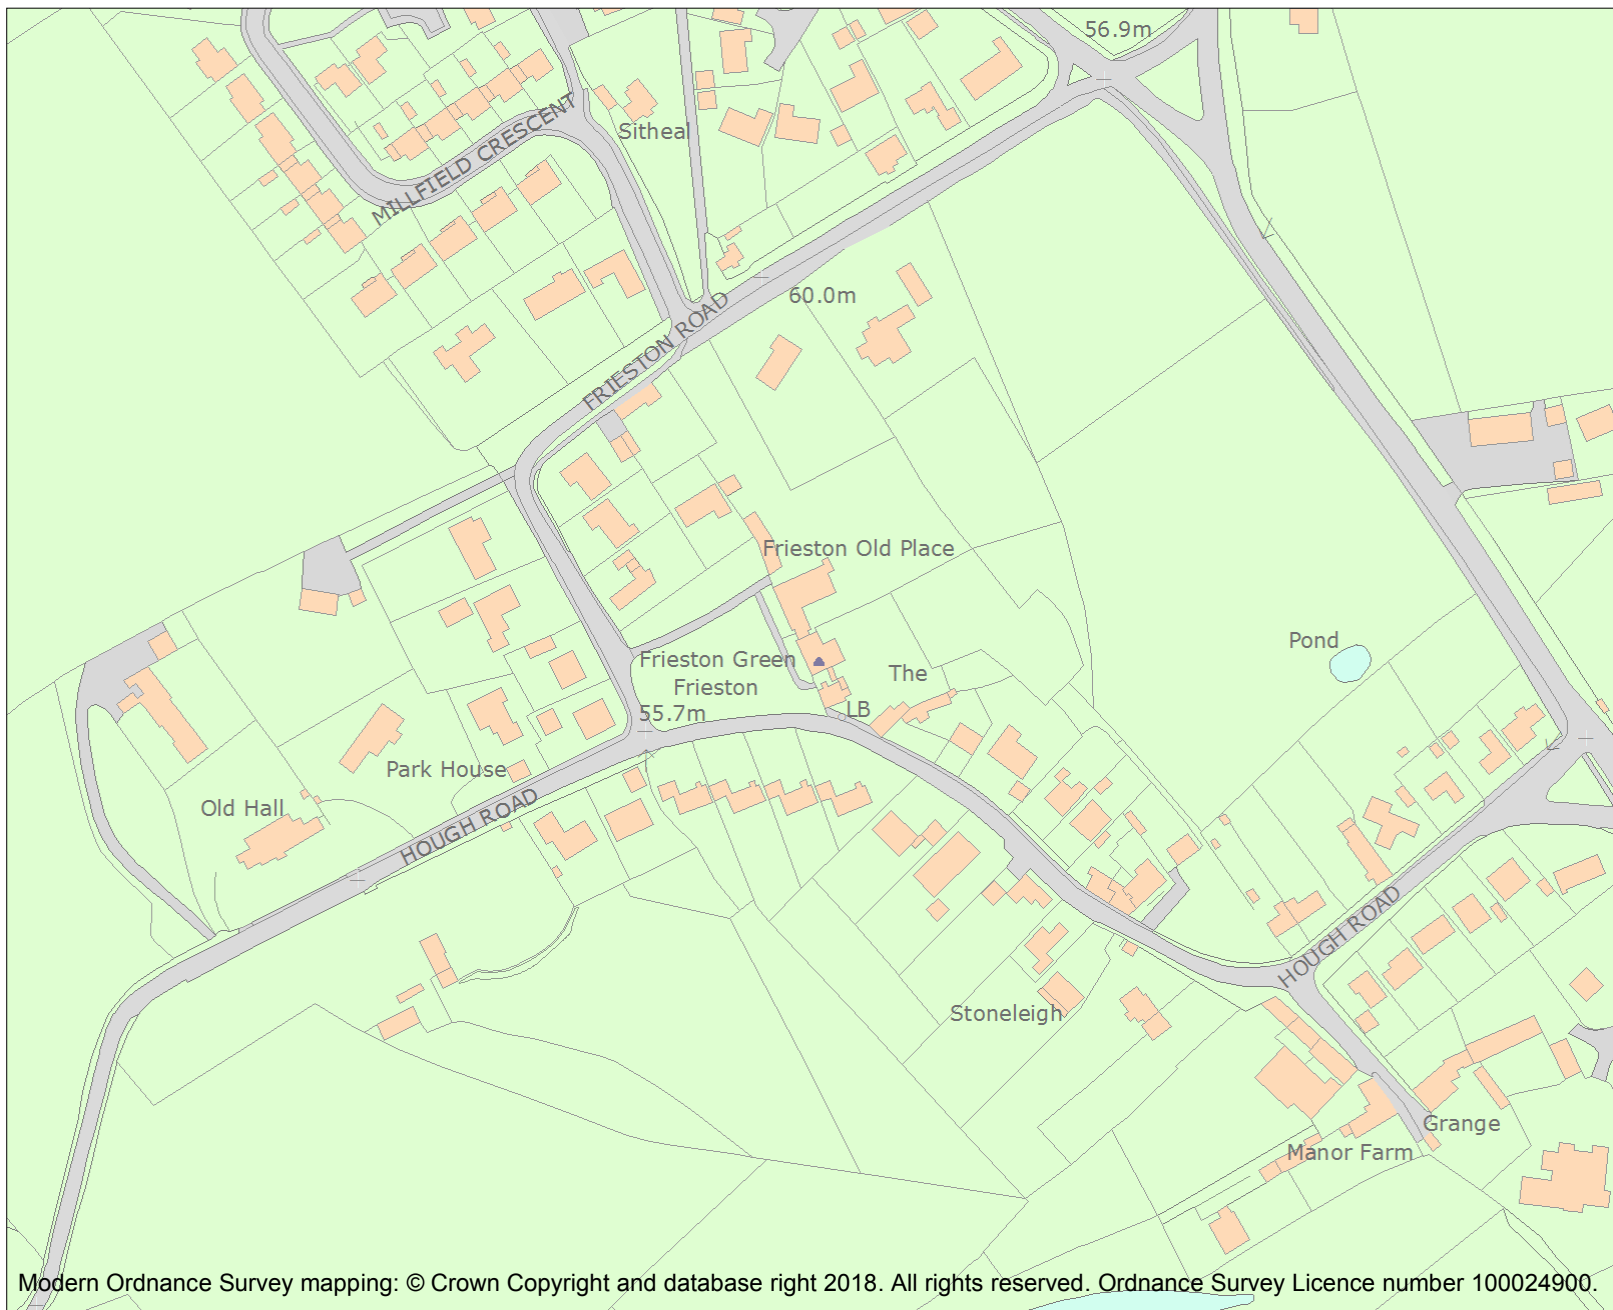 56.9m
Sitheal
MILLFIELD CRESCENT
60.0m
FRIESTON ROAD
Frieston Old Place
Pond
Frieston Green
Frieston
The
55.7m
LB
Park House
Old Hall
HOUGH ROAD
HOUGH ROAD
Stoneleigh
Grange
Manor Farm
Modern Ordnance Survey mapping: © Crown Copyright and database right 2018. All rights reserved. Ordnance Survey Licence number 100024900.